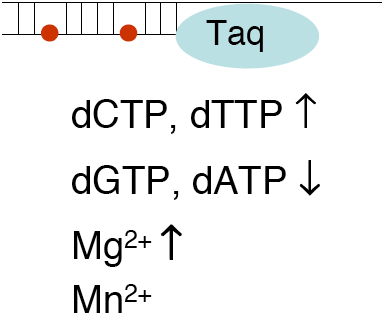 Taq
dCTP, dTTP ↑
dGTP, dATP ↓
Mg²⁺ ↑
Mn²⁺